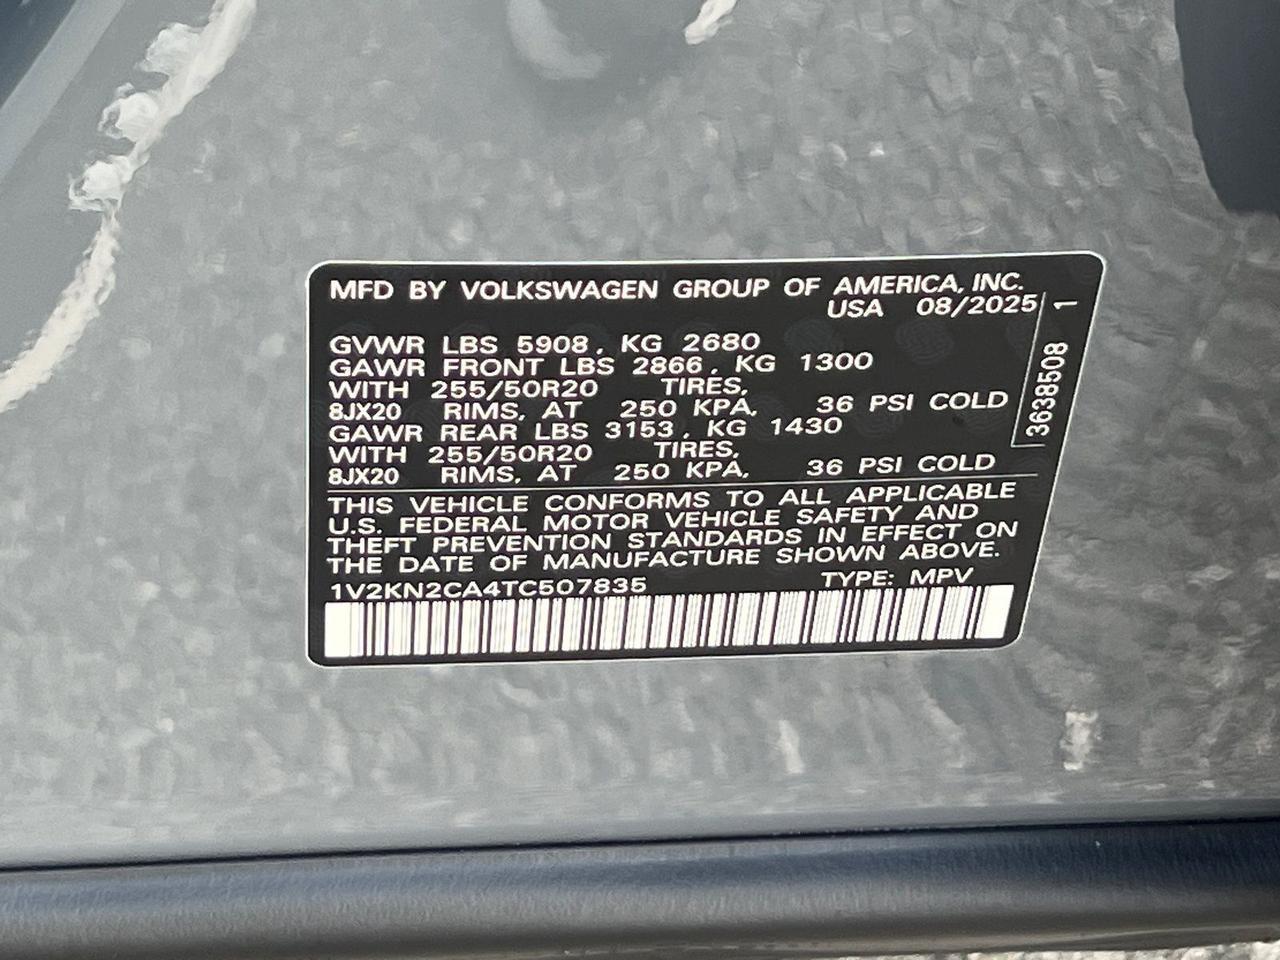 MFD BY VOLKSWAGEN GROUP OF AMERICA, INC.
USA 08/2025
GVWR LBS 5908, KG 2680
GAWR FRONT LBS 2866, KG 1300
WITH 255/50R20 TIRES,
8JX20 RIMS, AT 250 KPA, 36 PSI COLD
GAWR REAR LBS 3153, KG 1430
WITH 255/50R20 TIRES,
8JX20 RIMS, AT 250 KPA, 36 PSI COLD
THIS VEHICLE CONFORMS TO ALL APPLICABLE
U.S. FEDERAL MOTOR VEHICLE SAFETY AND
THEFT PREVENTION STANDARDS IN EFFECT ON
THE DATE OF MANUFACTURE SHOWN ABOVE.
1V2KN2CA4TC507835 TYPE: MPV
3638508 1